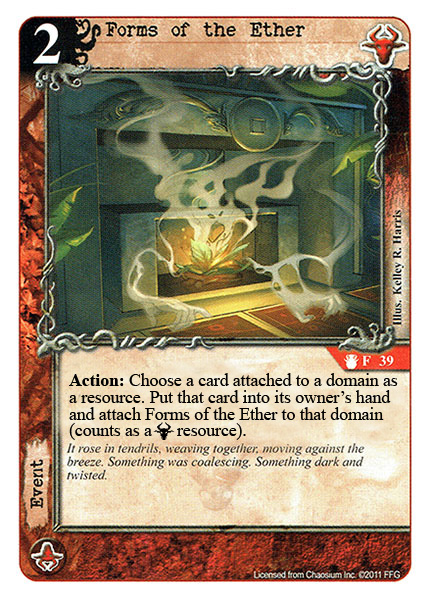 2
Forms of the Ether
Illus. Kelley R. Harris
F 39
Action: Choose a card attached to a domain as
a resource. Put that card into its owner's hand
and attach Forms of the Ether to that domain
(counts as a resource).
It rose in tendrils, weaving together, moving against the
breeze. Something was coalescing. Something dark and
twisted.
Event
Licensed from Chaosium Inc. ©2011 FFG